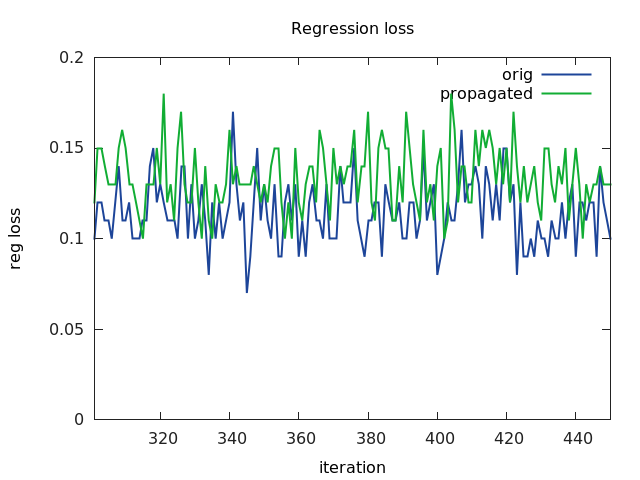 Regression loss
orig
propagated
0.2
0.15
0.1
0.05
0
320 340 360 380 400 420 440
reg loss
iteration